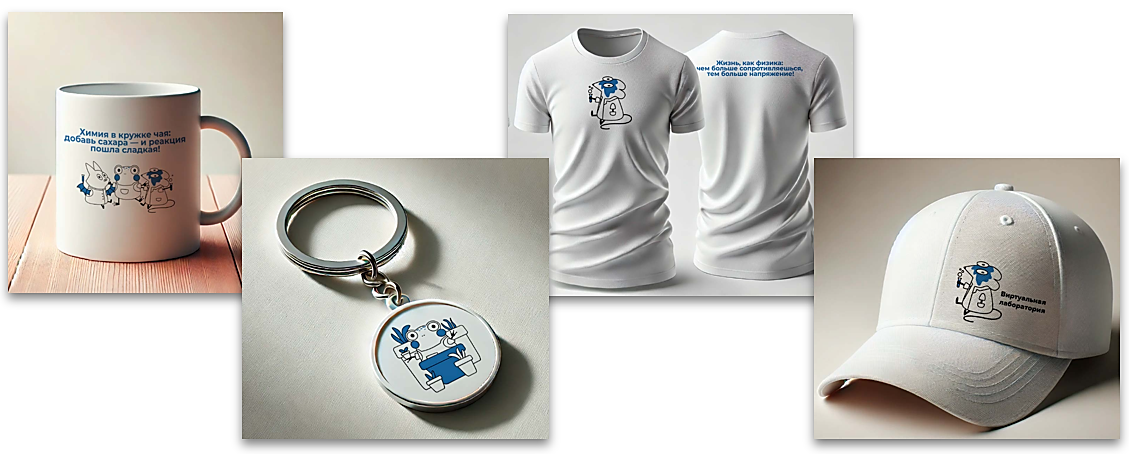 Химия в кружке чая:
добавь сахара — и реакция
пошла сладкая!
Жизнь, как физика:
чем больше сопротивляешься,
тем больше напряжение!
Виртуальная
лаборатория